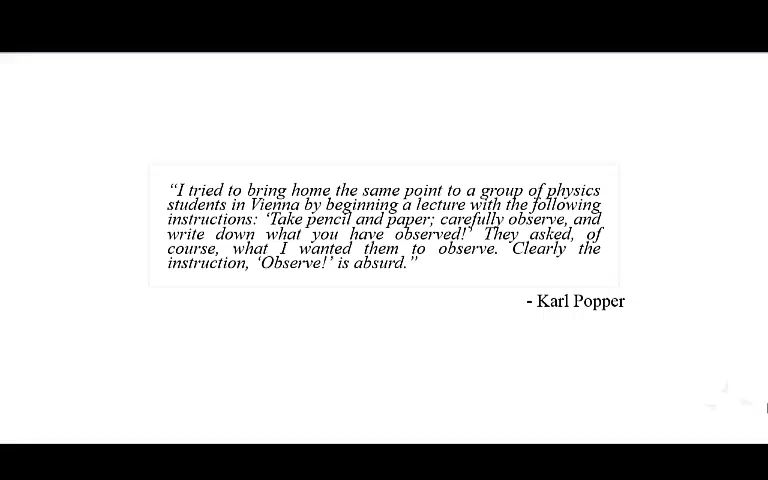 “I tried to bring home the same point to a group of physics
students in Vienna by beginning a lecture with the following
instructions: ‘Take pencil and paper; carefully observe, and
write down what you have observed!’ They asked, of
course, what I wanted them to observe. Clearly the
instruction, ‘Observe!’ is absurd.”
- Karl Popper